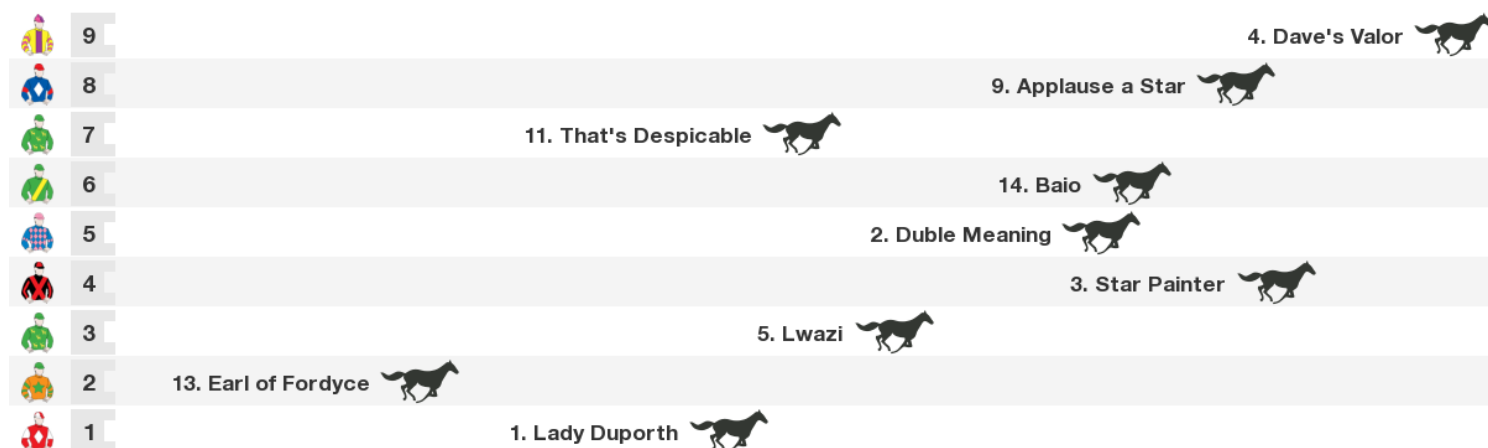 9 4. Dave's Valor
8 9. Applause a Star
7 11. That's Despicable
6 14. Baio
5 2. Duble Meaning
4 3. Star Painter
3 5. Lwazi
2 13. Earl of Fordyce
1 1. Lady Duporth